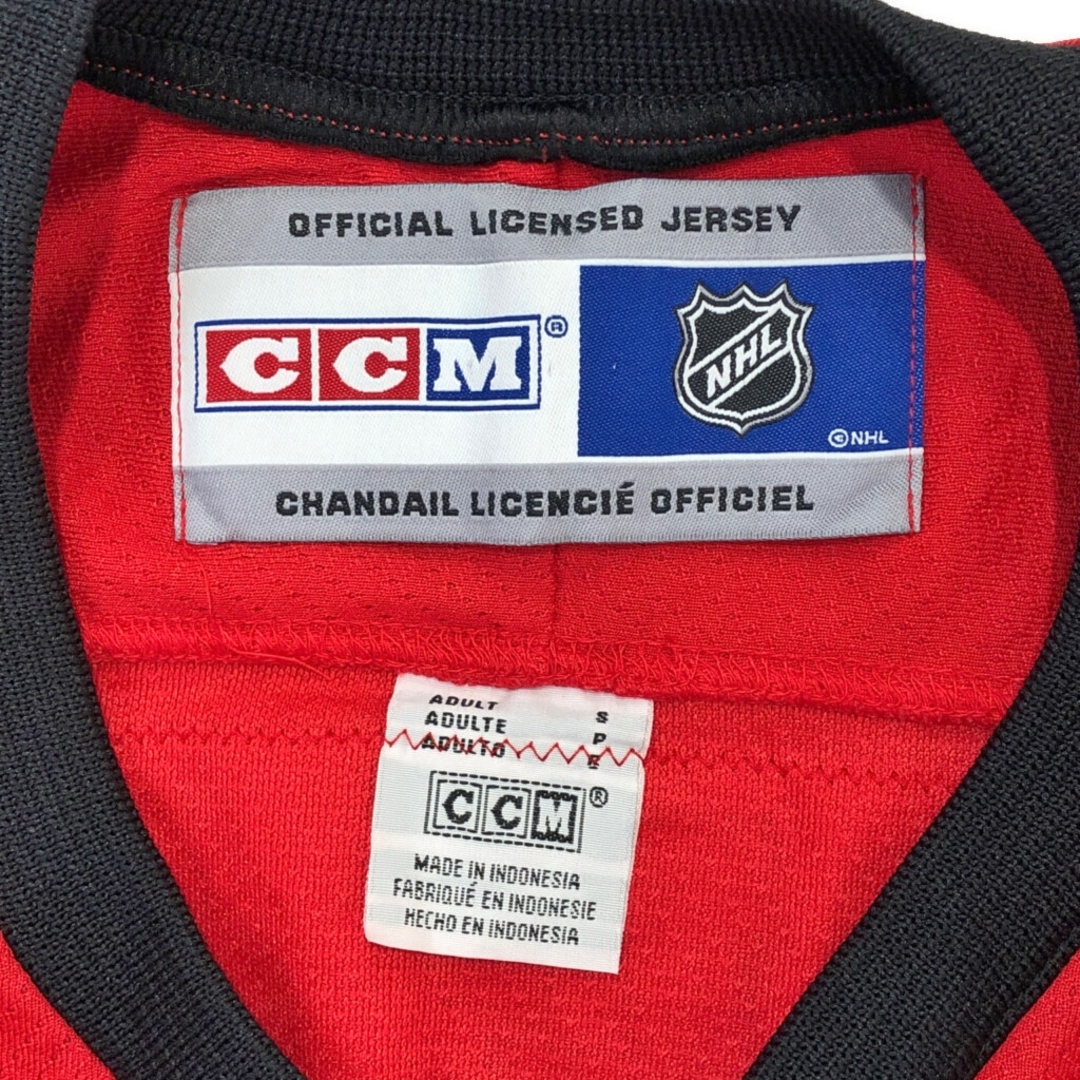 OFFICIAL LICENSED JERSEY
CCM®
NHL
©NHL
CHANDAIL LICENCIÉ OFFICIEL
ADULT S
ADULTE P
ADULTO
CCM®
MADE IN INDONESIA
FABRIQUÉ EN INDONESIE
HECHO EN INDONESIA